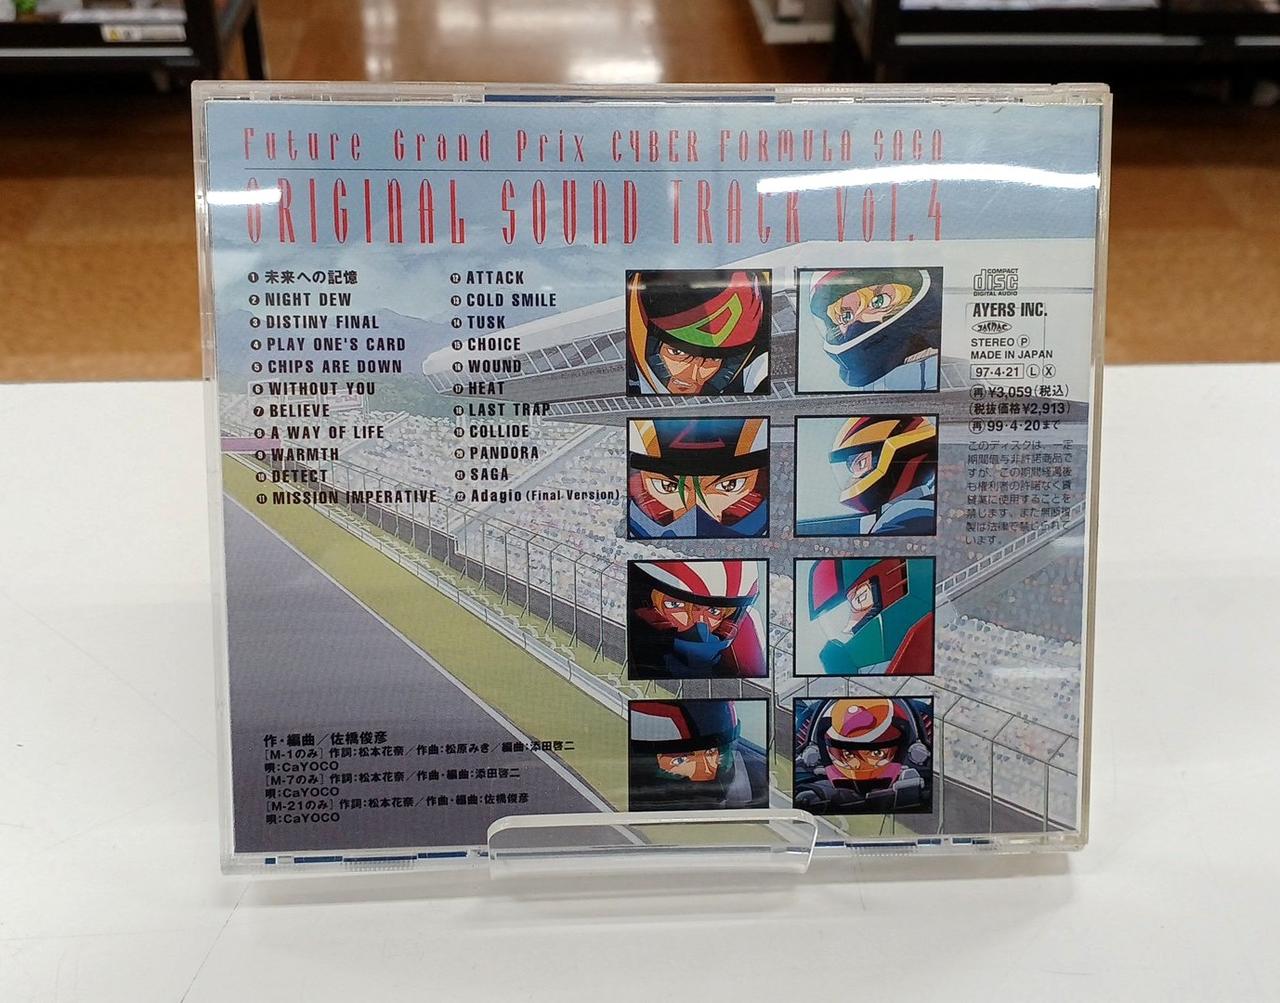 Future Grand Prix CYBER FORMULA SAGA
ORIGINAL SOUND TRACK Vol.4
1 未来への記憶
2 NIGHT DEW
3 DISTINY FINAL
4 PLAY ONE'S CARD
5 CHIPS ARE DOWN
6 WITHOUT YOU
7 BELIEVE
8 A WAY OF LIFE
9 WARMTH
10 DETECT
11 MISSION IMPERATIVE
12 ATTACK
13 COLD SMILE
14 TUSK
15 CHOICE
16 WOUND
17 HEAT
18 LAST TRAP
19 COLLIDE
20 PANDORA
21 SAGA
22 Adagio (Final Version)
COMPACT
disc
DIGITAL AUDIO
AYERS INC.
JASRAC
STEREO Ⓟ
MADE IN JAPAN
97・4・21 Ⓛ Ⓧ
㊢¥3,059(税込)
(税抜価格¥2,913)
99・4・20まで
このディスクは、一定
期間貸与非許諾商品で
すが、この期間経過後
も権利者の許諾なく賃
貸業に使用することを
禁じます。また無断複
製は法律で禁じられて
います。
作・編曲／佐橋俊彦
[M-1のみ] 作詞:松本花奈／作曲:松原みき／編曲:添田啓二
唄:CaYOCO
[M-7のみ] 作詞:松本花奈／作曲・編曲:添田啓二
唄:CaYOCO
[M-21のみ] 作詞:松本花奈／作曲・編曲:佐橋俊彦
唄:CaYOCO